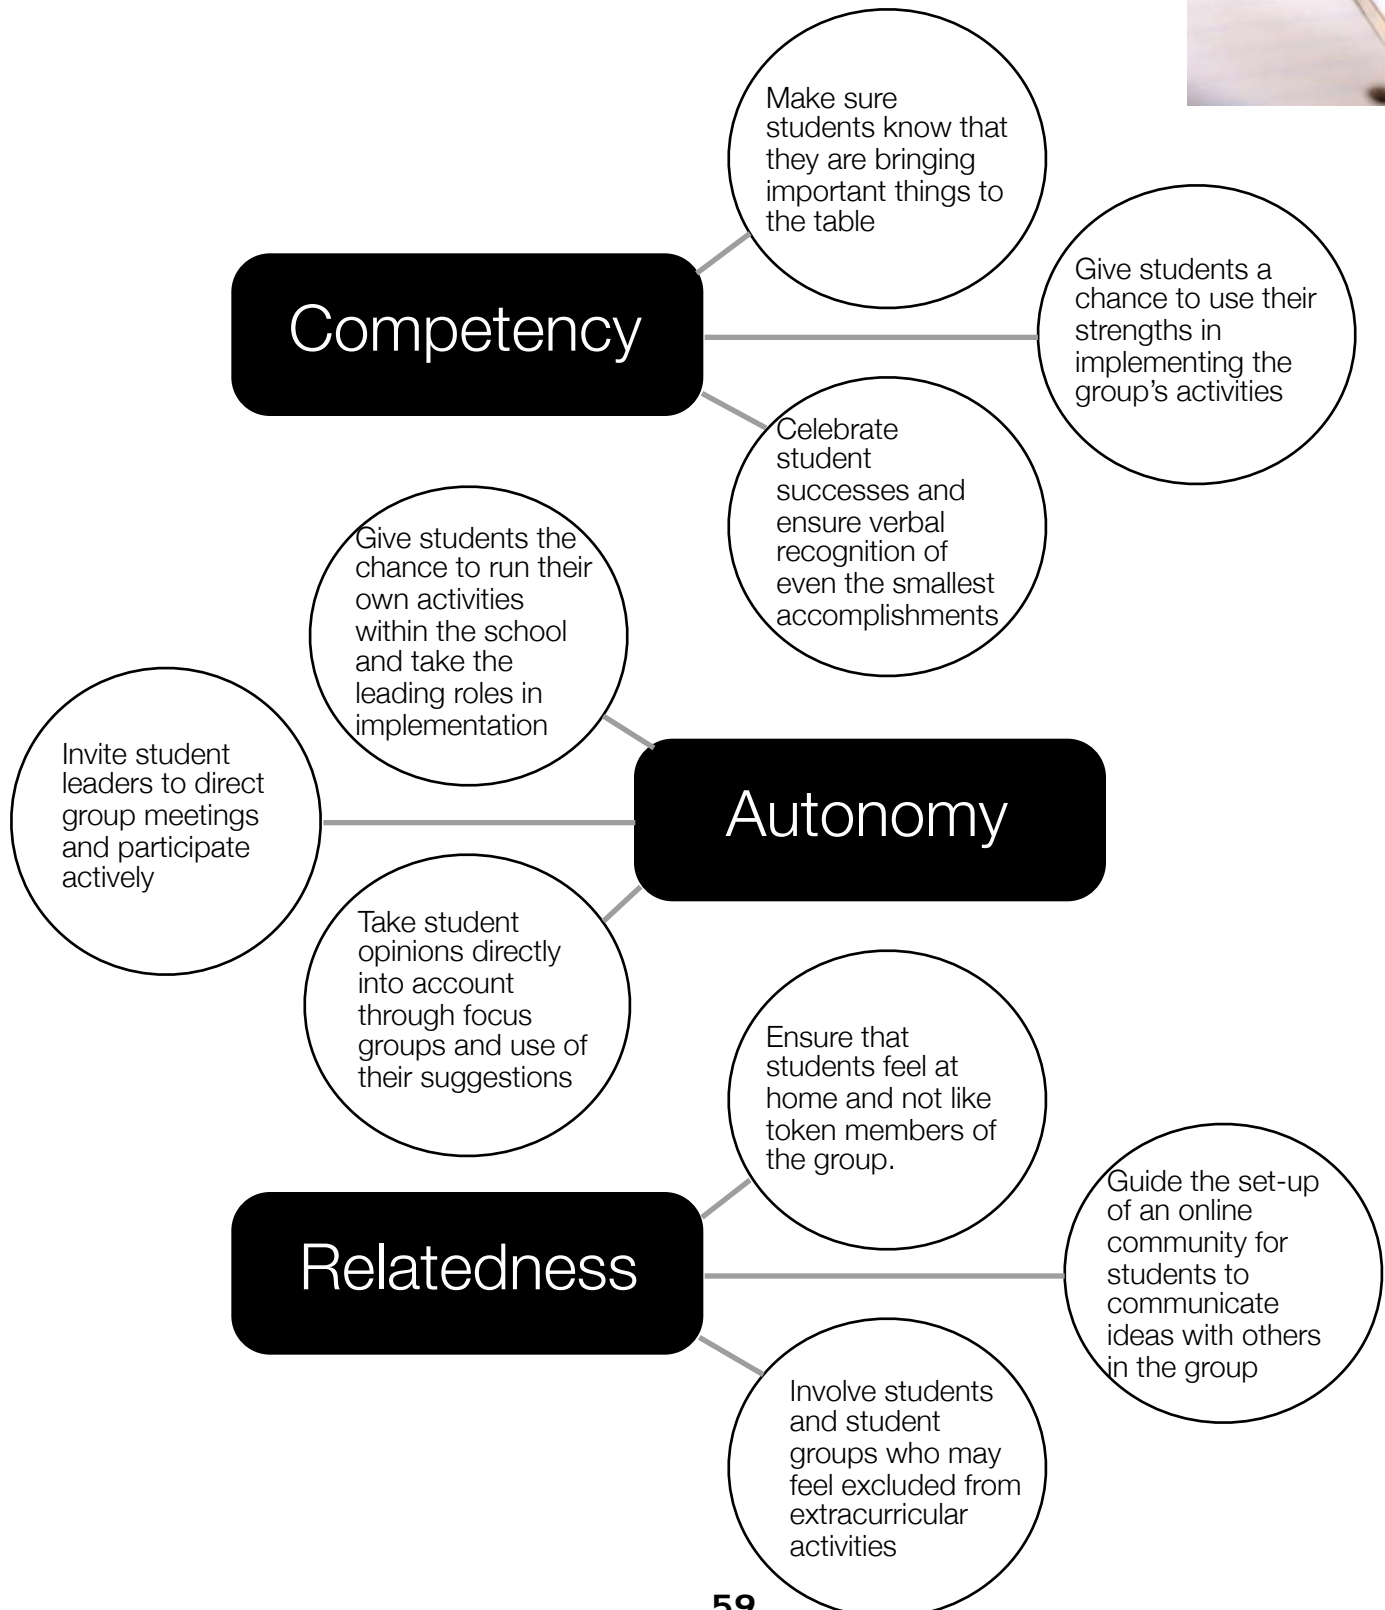 Make sure
students know that
they are bringing
important things to
the table
Competency
Give students a
chance to use their
strengths in
implementing the
group's activities
Celebrate
student
successes and
ensure verbal
recognition of
even the smallest
accomplishments
Give students the
chance to run their
own activities
within the school
and take the
leading roles in
implementation
Invite student
leaders to direct
group meetings
and participate
actively
Autonomy
Take student
opinions directly
into account
through focus
groups and use of
their suggestions
Ensure that
students feel at
home and not like
token members of
the group.
Relatedness
Guide the set-up
of an online
community for
students to
communicate
ideas with others
in the group
Involve students
and student
groups who may
feel excluded from
extracurricular
activities
59